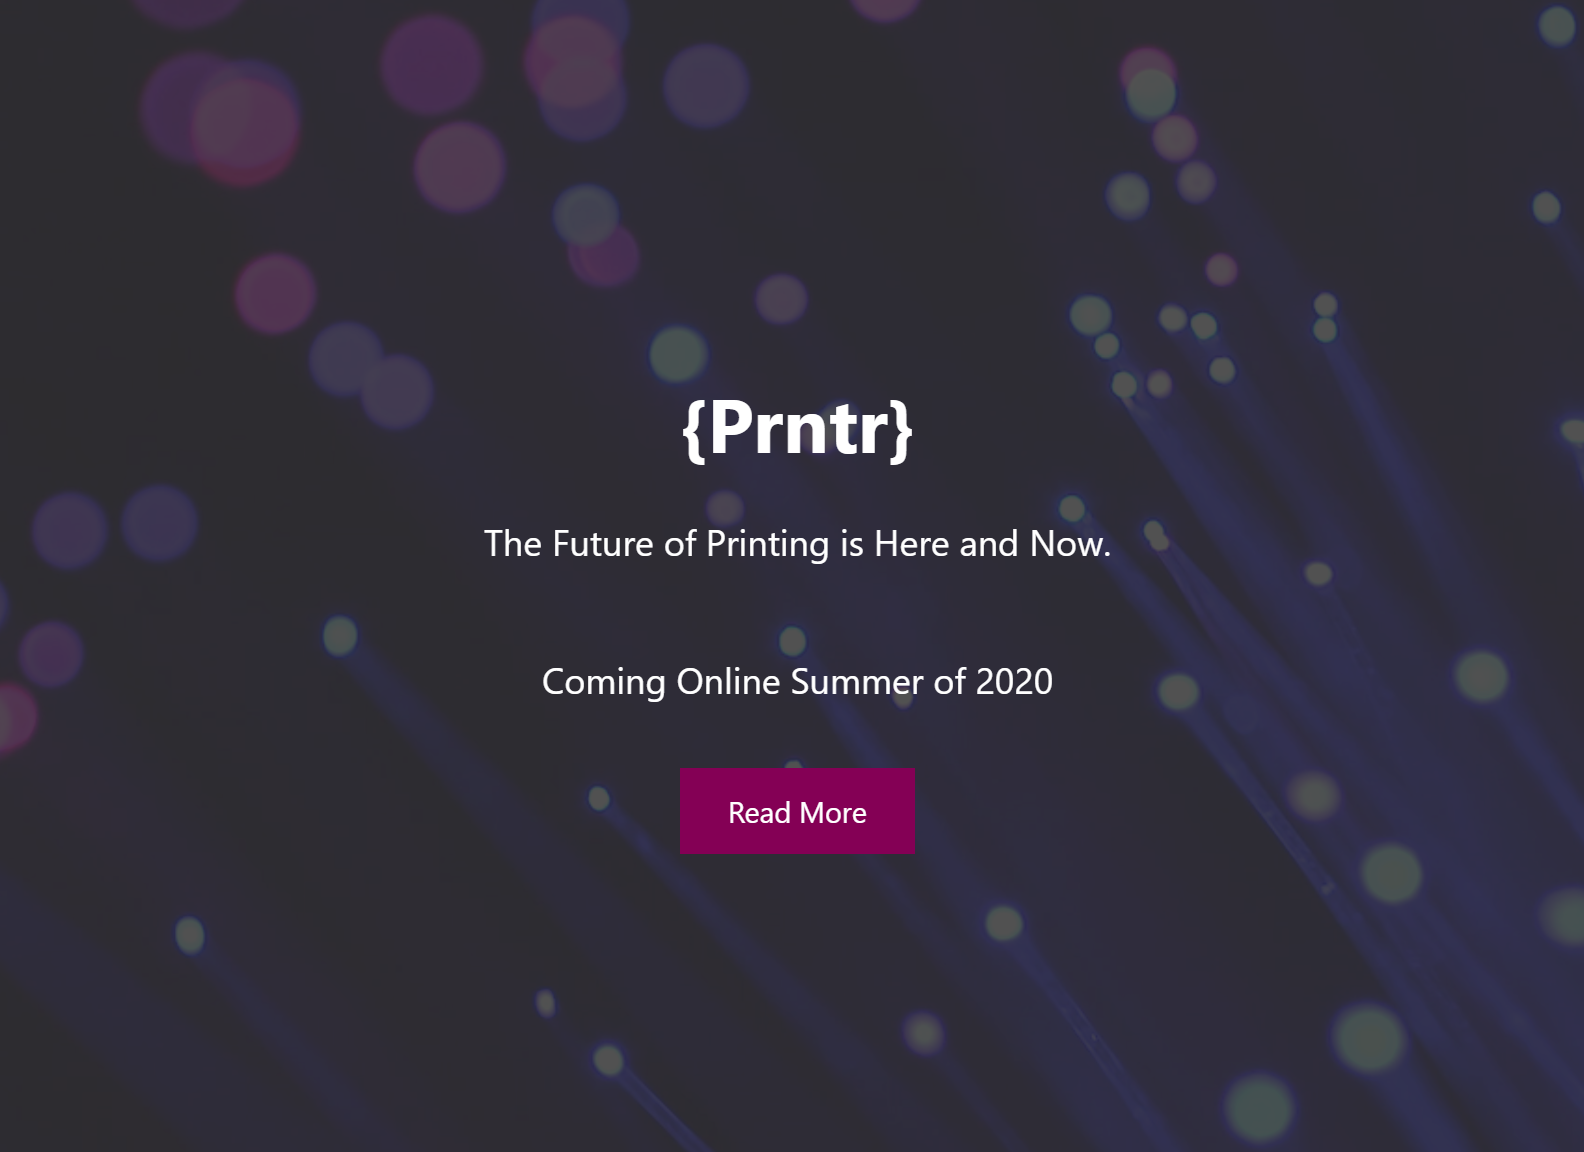 {Prntr}
The Future of Printing is Here and Now.
Coming Online Summer of 2020
Read More